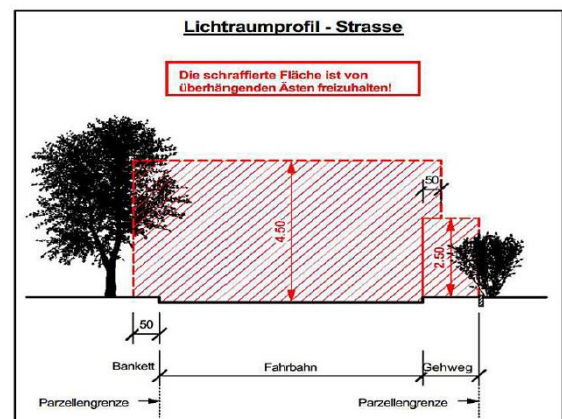 Lichtraumprofil - Strasse
Die schraffierte Fläche ist von
überhängenden Ästen freizuhalten!
50
4.50
2.50
50
Bankett
Fahrbahn
Gehweg
Parzellengrenze
Parzellengrenze